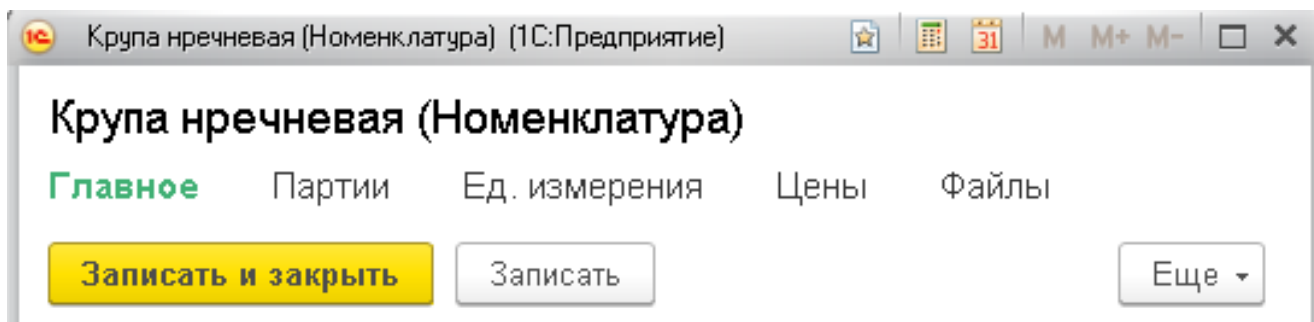 1С Крупа нречневая (Номенклатура) (1С:Предприятие) 31 M M+ M-
Крупа нречневая (Номенклатура)
Главное Партии Ед. измерения Цены Файлы
Записать и закрыть Записать Еще